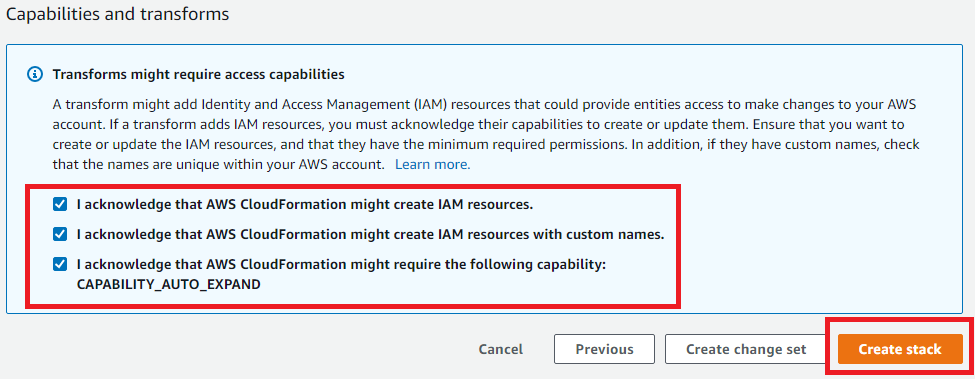 Capabilities and transforms
Transforms might require access capabilities
A transform might add Identity and Access Management (IAM) resources that could provide entities access to make changes to your AWS
account. If a transform adds IAM resources, you must acknowledge their capabilities to create or update them. Ensure that you want to
create or update the IAM resources, and that they have the minimum required permissions. In addition, if they have custom names, check
that the names are unique within your AWS account. Learn more.
I acknowledge that AWS CloudFormation might create IAM resources.
I acknowledge that AWS CloudFormation might create IAM resources with custom names.
I acknowledge that AWS CloudFormation might require the following capability:
CAPABILITY_AUTO_EXPAND
Cancel Previous Create change set Create stack